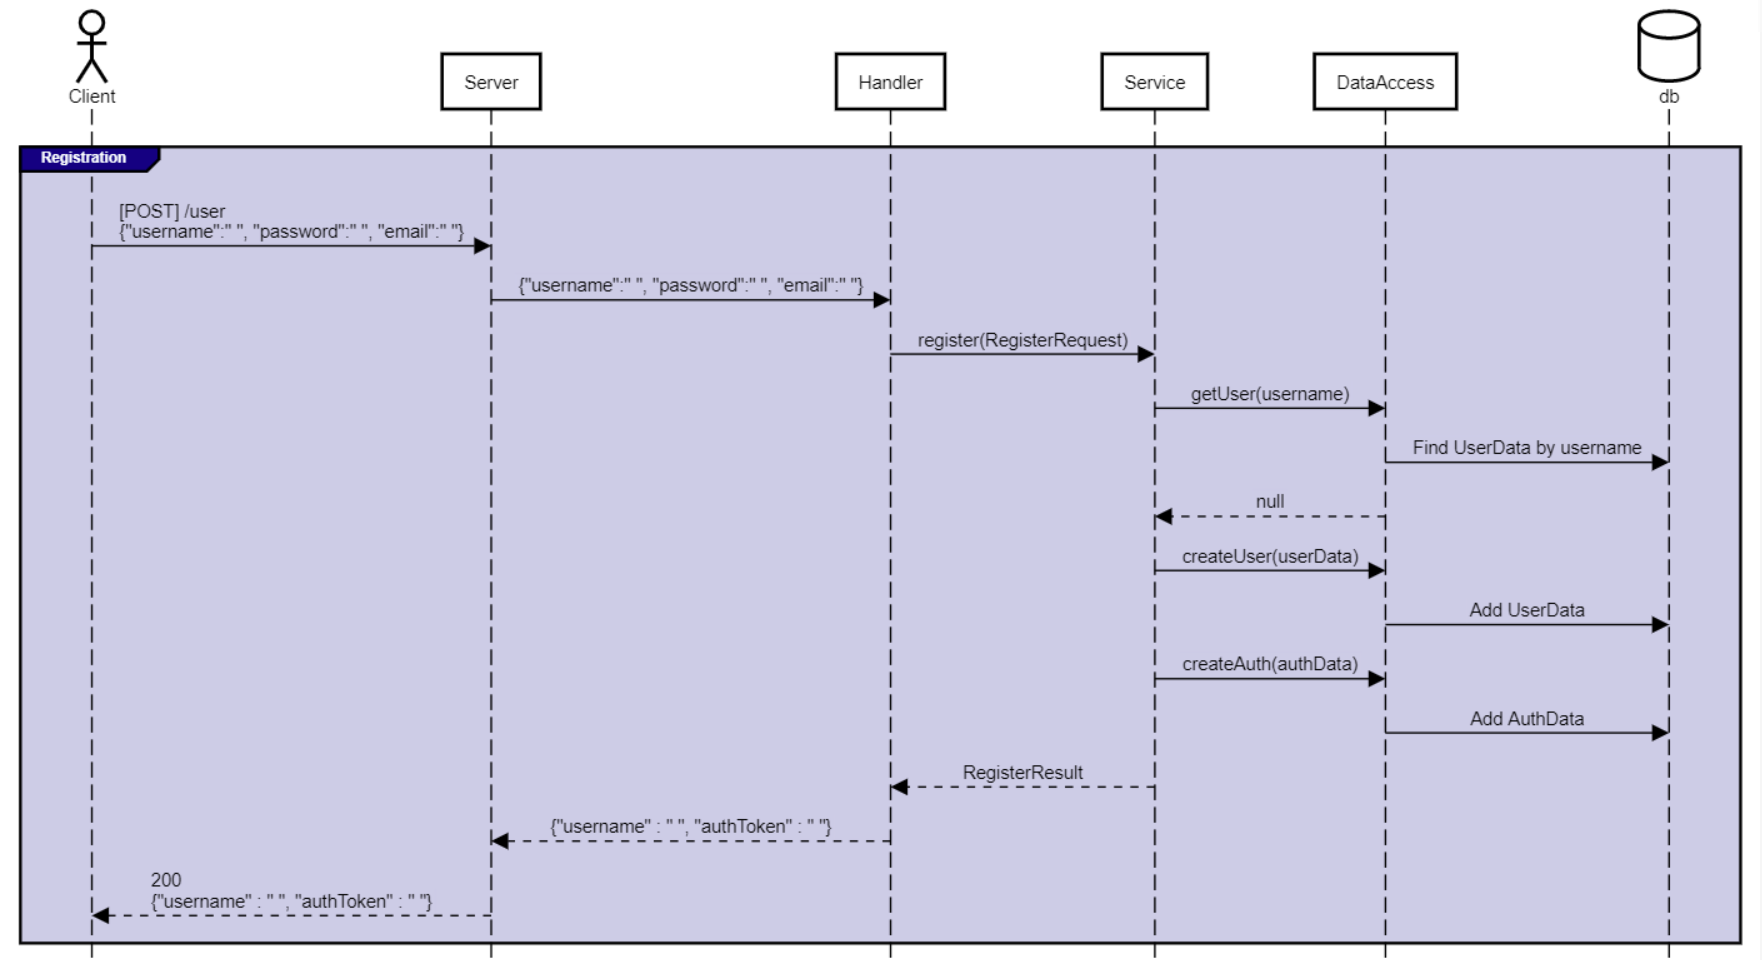 Client
Server
Handler
Service
DataAccess
db
Registration
[POST] /user
{"username":" ", "password":" ", "email":" "}
{"username":" ", "password":" ", "email":" "}
register(RegisterRequest)
getUser(username)
Find UserData by username
null
createUser(userData)
Add UserData
createAuth(authData)
Add AuthData
RegisterResult
{"username" : " ", "authToken" : " "}
200
{"username" : " ", "authToken" : " "}